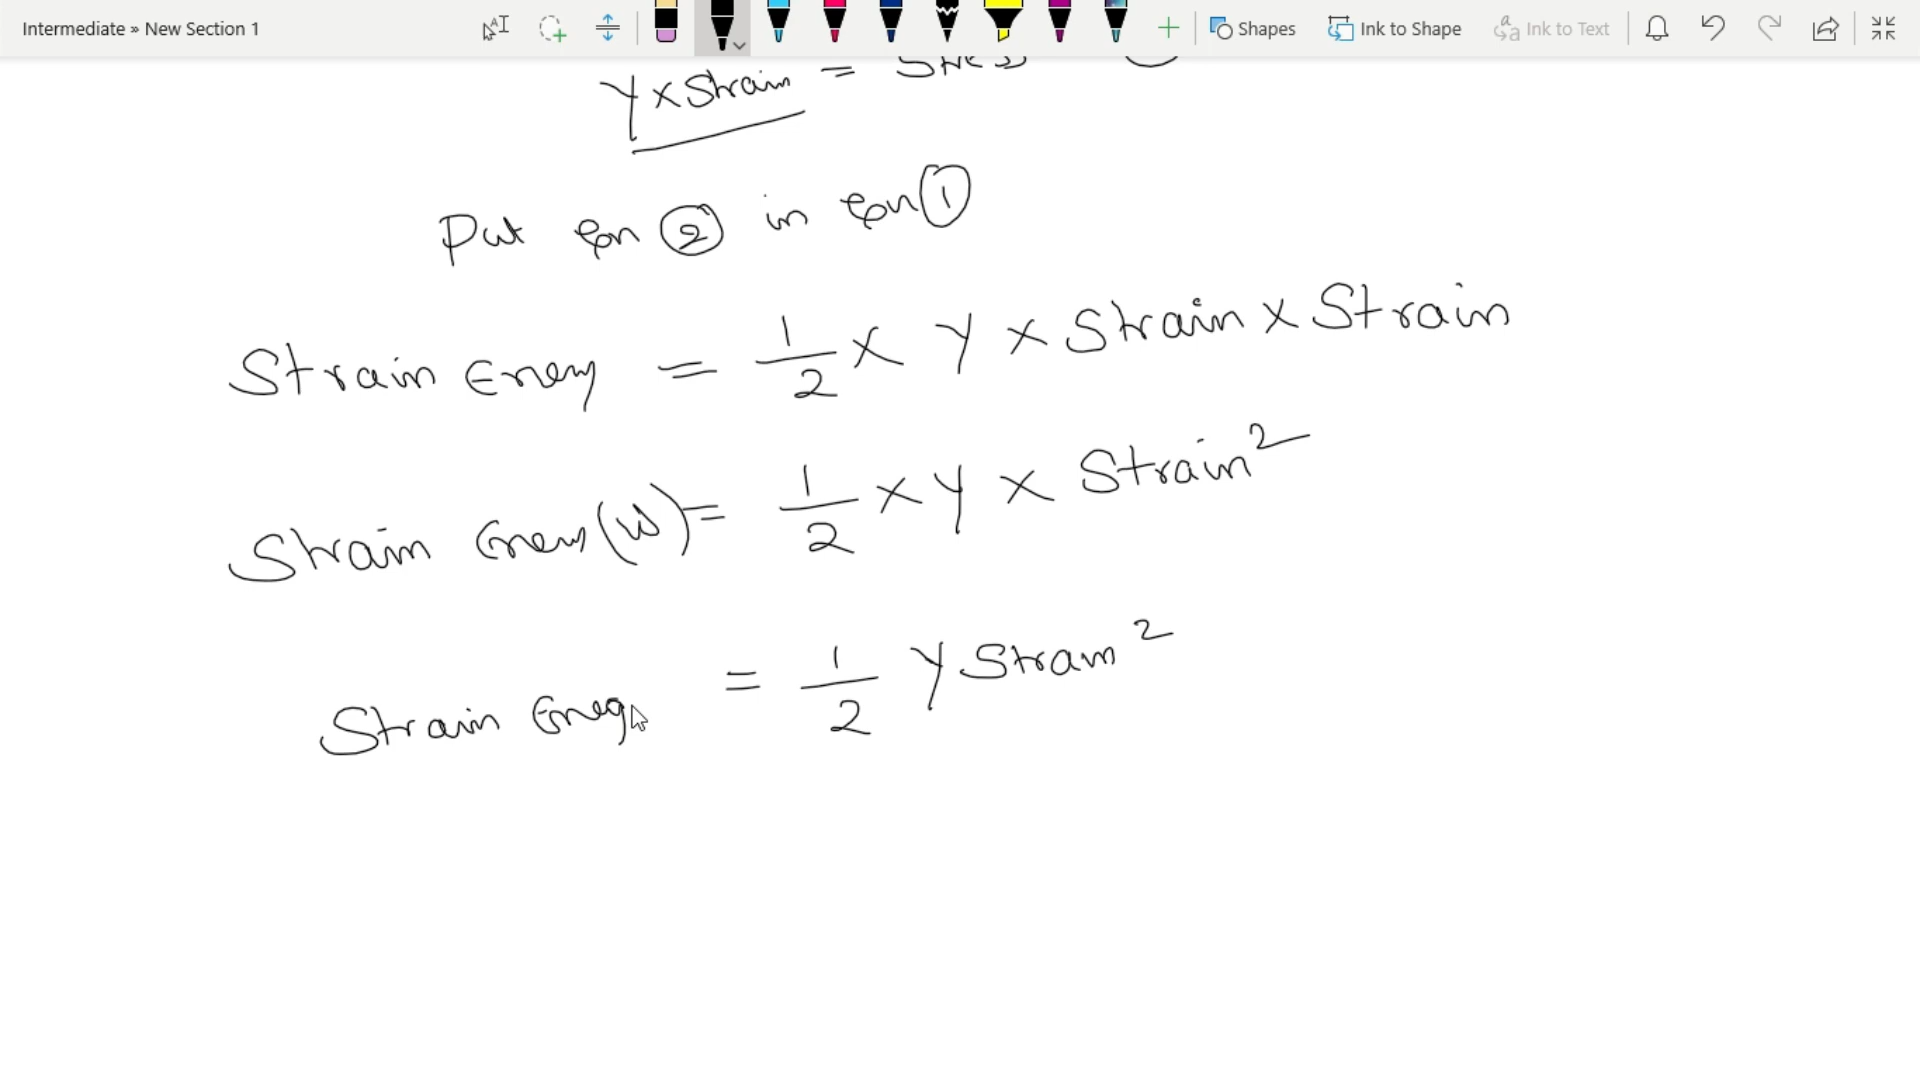 Intermediate » New Section 1 Shapes Ink to Shape Ink to Text
Y x Strain = Stress
Put Eqn ② in Eqn ①
Strain Energy = 1/2 x Y x Strain x Strain
Strain Energy (W) = 1/2 x Y x Strain²
Strain Energy = 1/2 Y Strain²